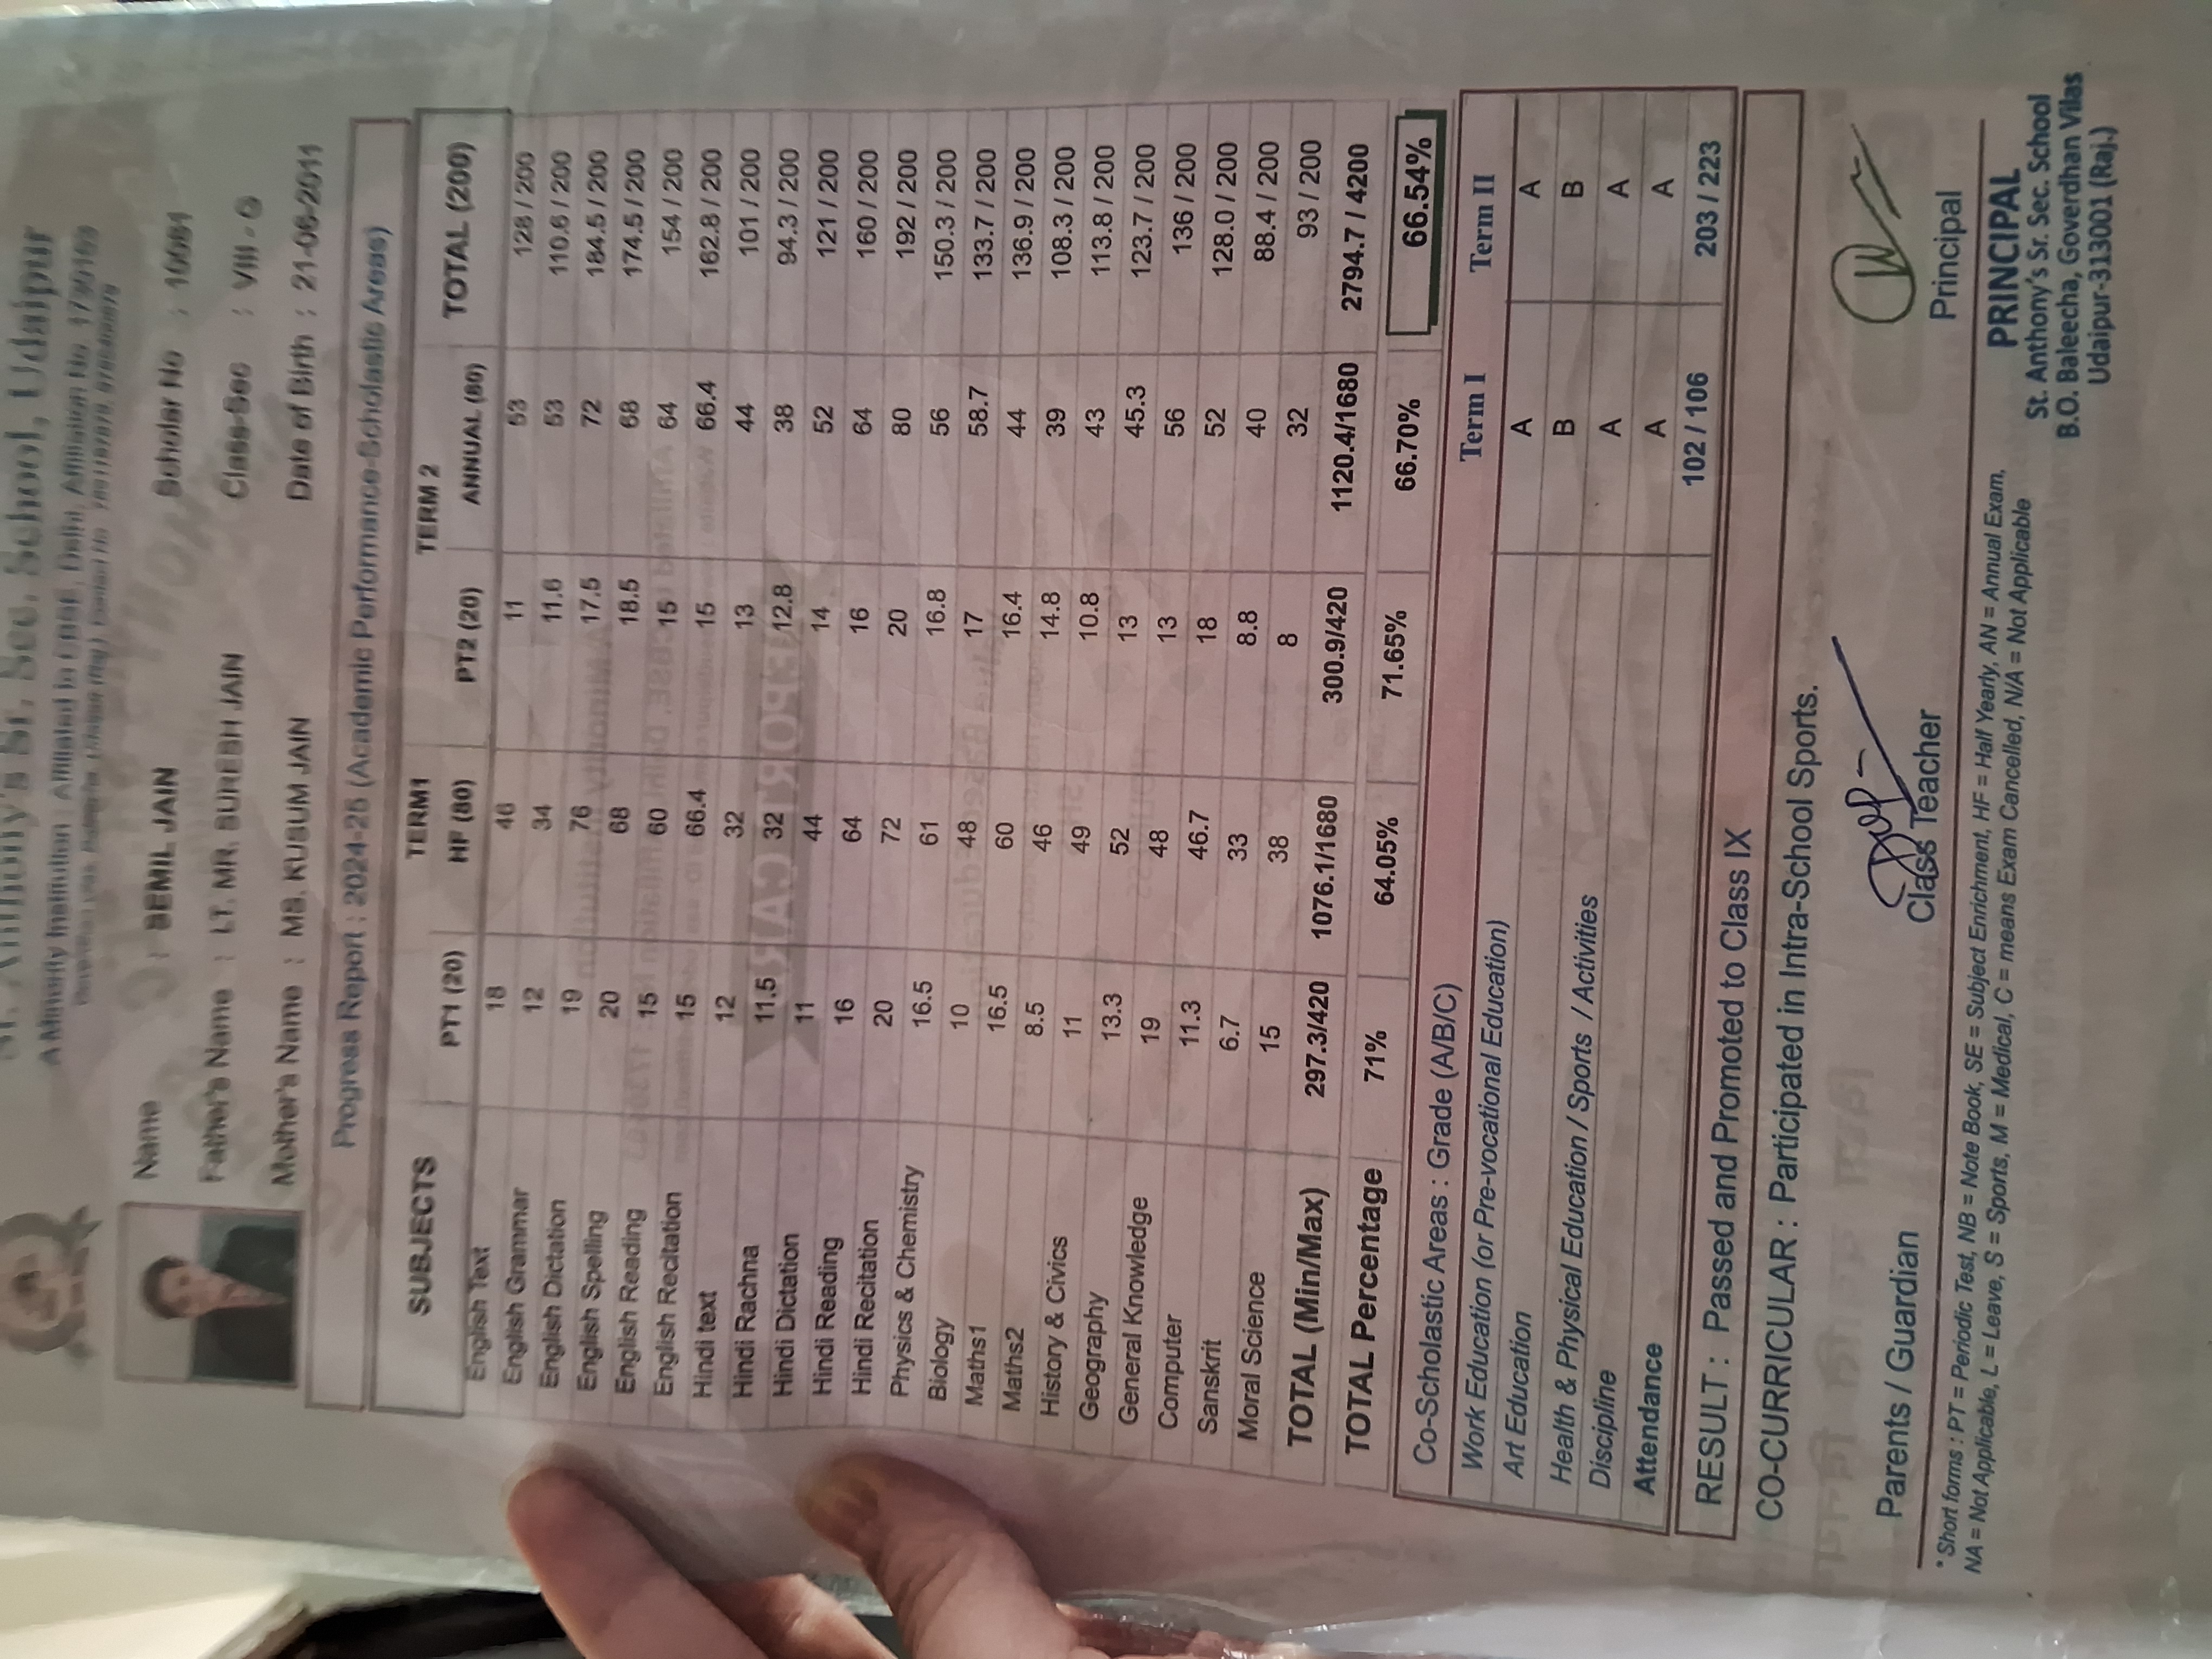 St. Anthony's Sr. Sec. School, Udaipur
A Minority Institution Affiliated to CBSE, Delhi, Affiliation No.
Name : SEMIL JAIN Scholar No :
Father's Name : LT. MR. SURESH JAIN Class-Sec : VIII - G
Mother's Name : MS. KUSUM JAIN Date of Birth : 21-06-2011
Progress Report : 2024-25 (Academic Performance-Scholastic Areas)
SUBJECTS TERM1 TERM 2 TOTAL (200)
PT1 (20) HF (80) PT2 (20) ANNUAL (80)
English Text 18 46 11 53 128 / 200
English Grammar 12 34 11.6 53 110.6 / 200
English Dictation 19 76 17.5 72 184.5 / 200
English Spelling 20 68 18.5 68 174.5 / 200
English Reading 15 60 15 64 154 / 200
English Recitation 15 66.4 15 66.4 162.8 / 200
Hindi text 12 32 13 44 101 / 200
Hindi Rachna 11.5 32 12.8 38 94.3 / 200
Hindi Dictation 11 44 14 52 121 / 200
Hindi Reading 16 64 16 64 160 / 200
Hindi Recitation 20 72 20 80 192 / 200
Physics & Chemistry 16.5 61 16.8 56 150.3 / 200
Biology 10 48 17 58.7 133.7 / 200
Maths1 16.5 60 16.4 44 136.9 / 200
Maths2 8.5 46 14.8 39 108.3 / 200
History & Civics 11 49 10.8 43 113.8 / 200
Geography 13.3 52 13 45.3 123.7 / 200
General Knowledge 19 48 13 56 136 / 200
Computer 11.3 46.7 18 52 128.0 / 200
Sanskrit 6.7 33 8.8 40 88.4 / 200
Moral Science 15 38 8 32 93 / 200
TOTAL (Min/Max) 297.3/420 1076.1/1680 300.9/420 1120.4/1680 2794.7 / 4200
TOTAL Percentage 71% 64.05% 71.65% 66.70% 66.54%
Co-Scholastic Areas : Grade (A/B/C) Term I Term II
Work Education (or Pre-vocational Education) A A
Art Education B B
Health & Physical Education / Sports / Activities A A
Discipline A A
Attendance 102 / 106 203 / 223
RESULT : Passed and Promoted to Class IX
CO-CURRICULAR : Participated in Intra-School Sports.
Parents / Guardian Class Teacher Principal
* Short forms : PT = Periodic Test, NB = Note Book, SE = Subject Enrichment, HF = Half Yearly, AN = Annual Exam,
NA = Not Applicable, L = Leave, S = Sports, M = Medical, C = means Exam Cancelled, N/A = Not Applicable
PRINCIPAL
St. Anthony's Sr. Sec. School
B.O. Baleecha, Goverdhan Vilas
Udaipur-313001 (Raj.)